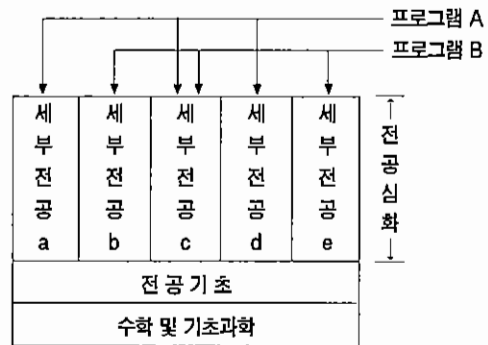 프로그램 A
프로그램 B
세부전공 a
세부전공 b
세부전공 c
세부전공 d
세부전공 e
전공심화
전공기초
수학 및 기초과학